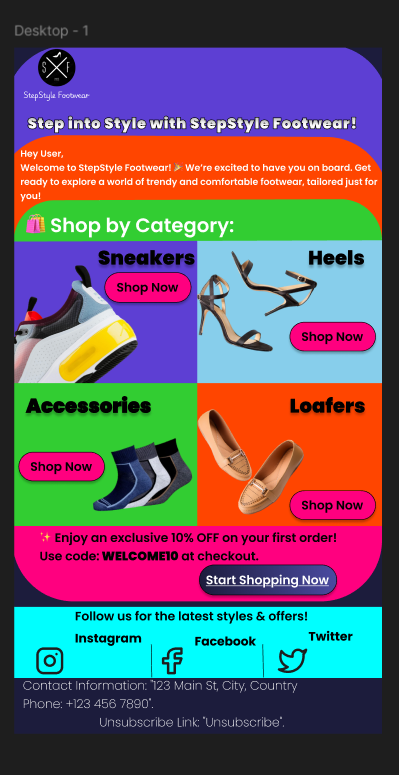 Desktop - 1
S F
StepStyle Footwear
Step into Style with StepStyle Footwear!
Hey User,
Welcome to StepStyle Footwear! 🎉 We're excited to have you on board. Get
ready to explore a world of trendy and comfortable footwear, tailored just for
you!
🛍️ Shop by Category:
Sneakers
Shop Now
Heels
Shop Now
Accessories
Shop Now
Loafers
Shop Now
✨ Enjoy an exclusive 10% OFF on your first order!
Use code: WELCOME10 at checkout.
Start Shopping Now
Follow us for the latest styles & offers!
Instagram
Facebook
Twitter
Contact Information: "123 Main St, City, Country
Phone: +123 456 7890".
Unsubscribe Link: "Unsubscribe".